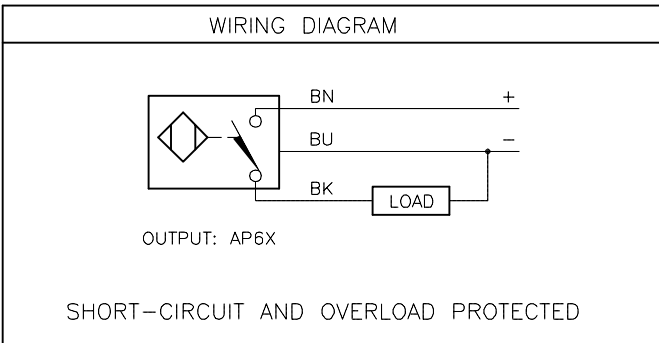 WIRING DIAGRAM
BN +
BU −
BK LOAD
OUTPUT: AP6X
SHORT−CIRCUIT AND OVERLOAD PROTECTED